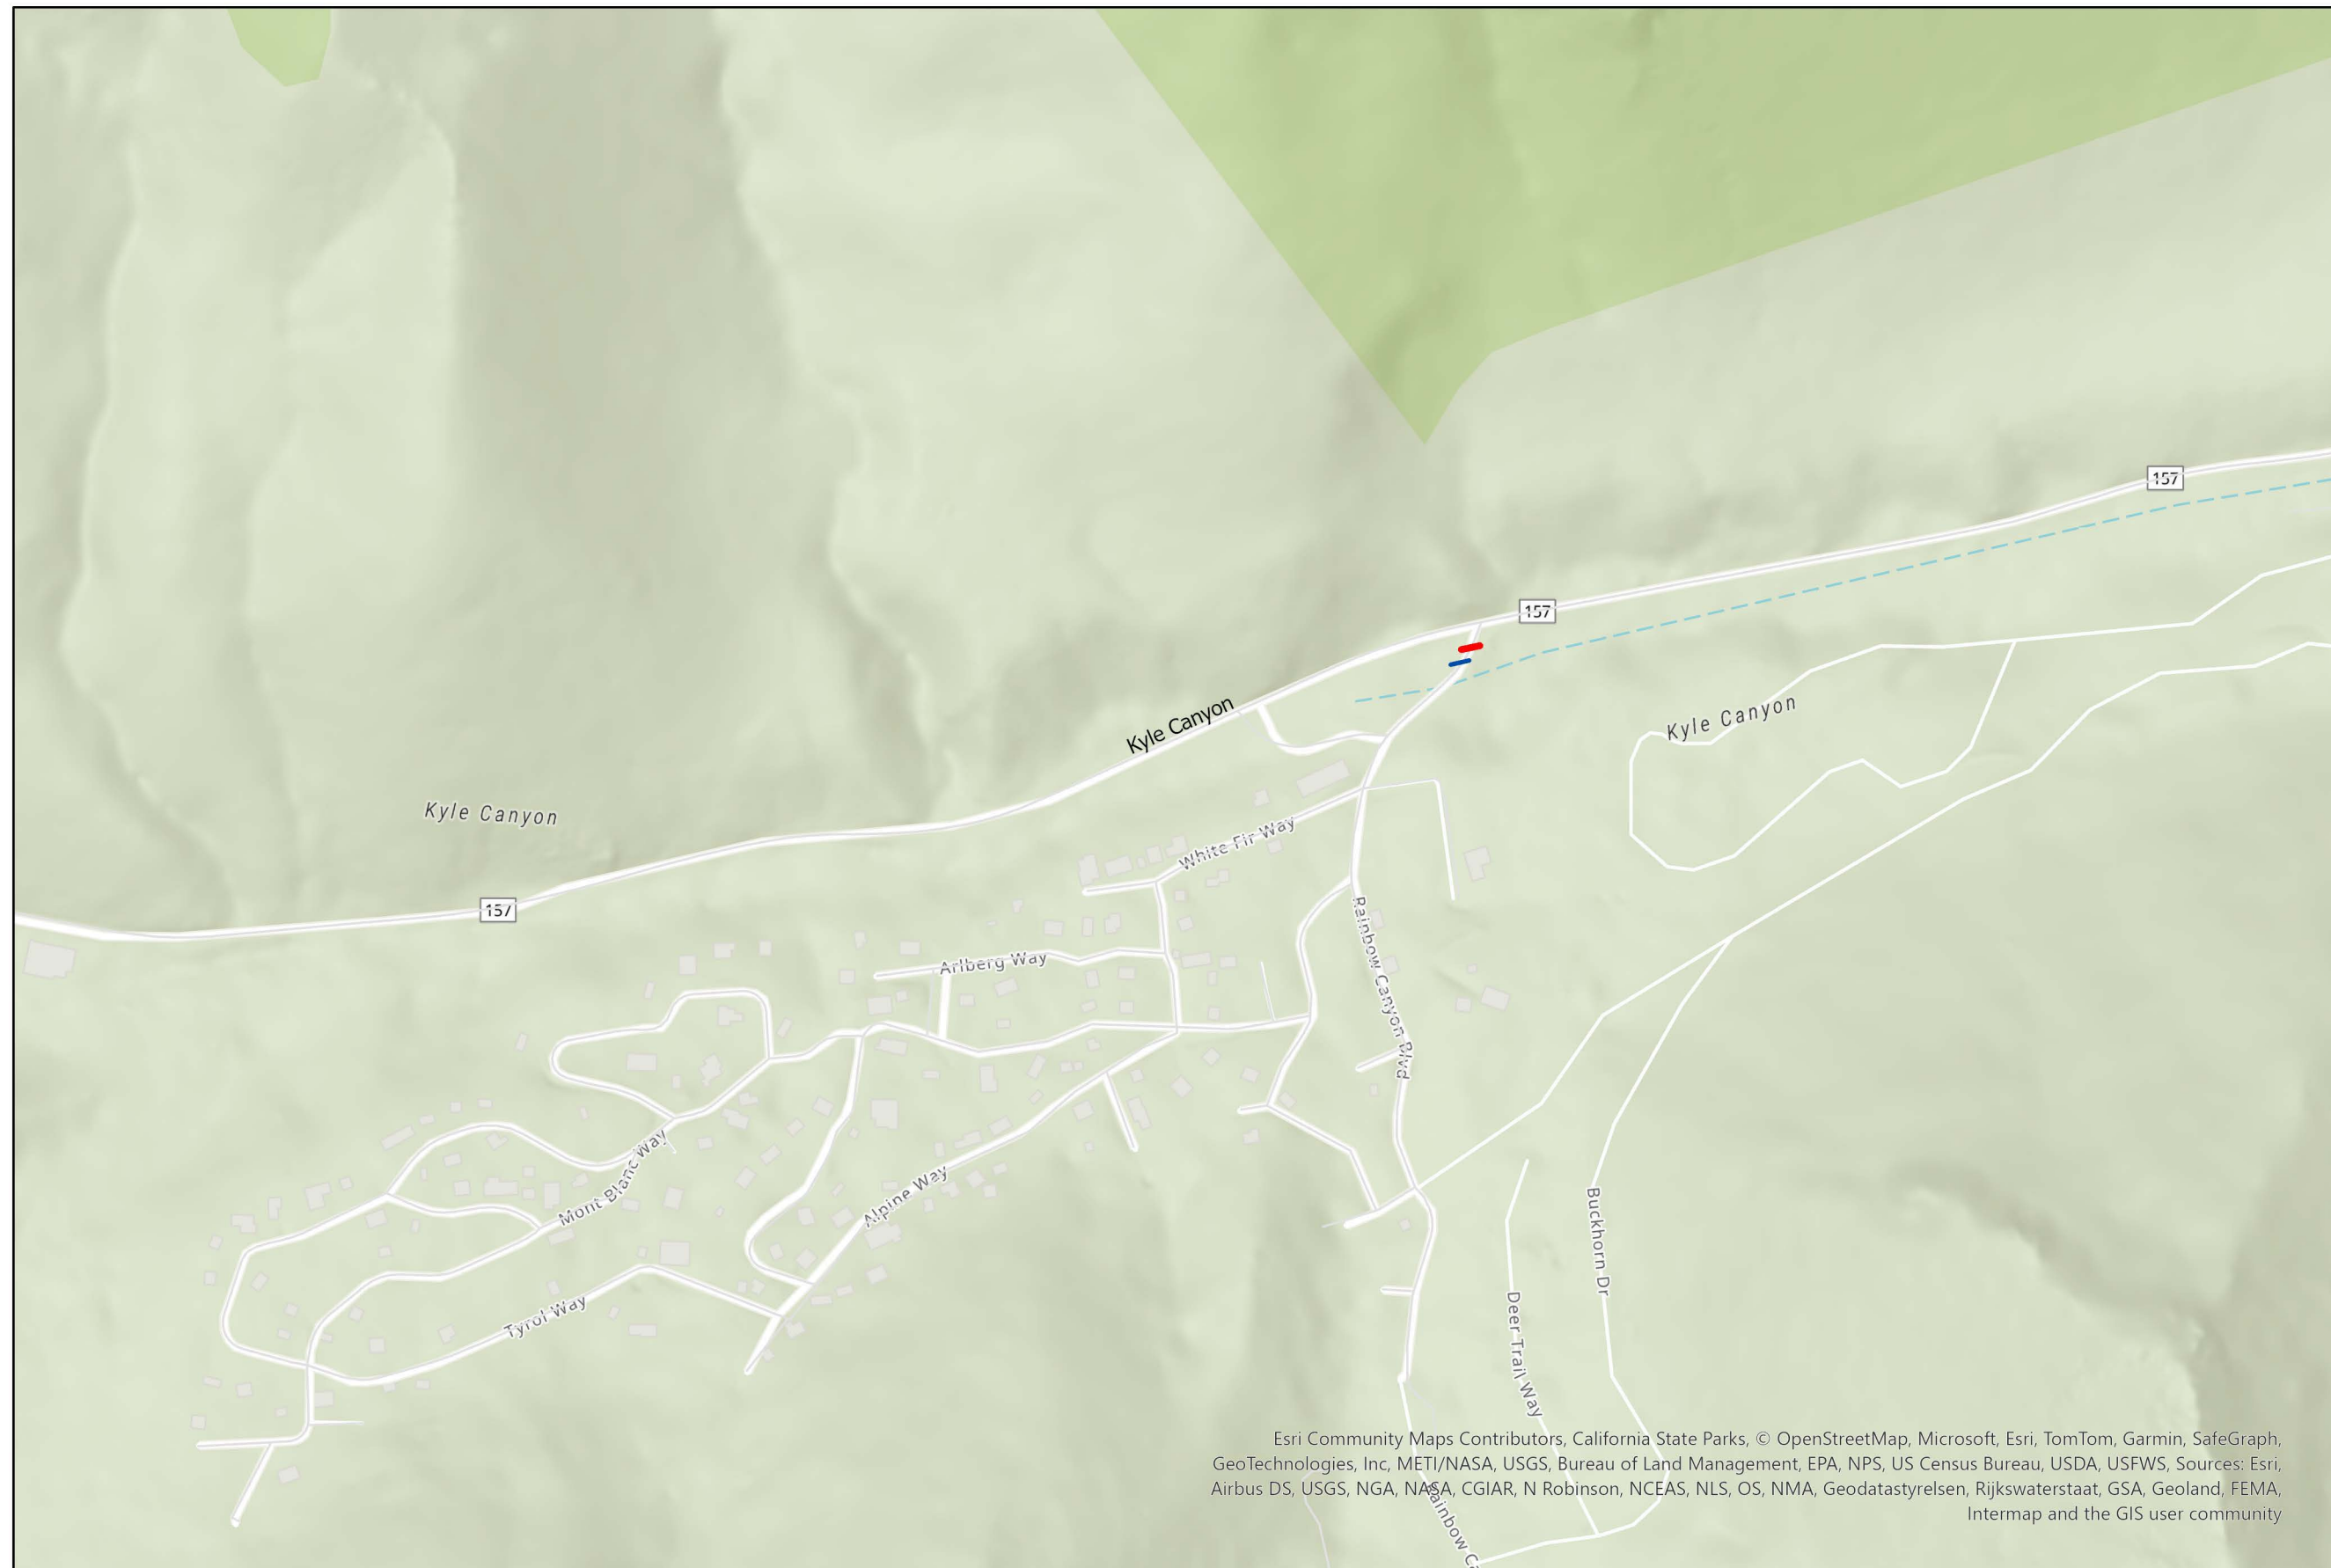 157
157
Kyle Canyon
Kyle Canyon
Kyle Canyon
White Fir Way
157
Rainbow Canyon Blvd
Arlberg Way
Mont Blanc Way
Alpine Way
Buckhorn Dr
Tyrol Way
Deer Trail Way
Esri Community Maps Contributors, California State Parks, © OpenStreetMap, Microsoft, Esri, TomTom, Garmin, SafeGraph,
GeoTechnologies, Inc, METI/NASA, USGS, Bureau of Land Management, EPA, NPS, US Census Bureau, USDA, USFWS, Sources: Esri,
Airbus DS, USGS, NGA, NASA, CGIAR, N Robinson, NCEAS, NLS, OS, NMA, Geodatastyrelsen, Rijkswaterstaat, GSA, Geoland, FEMA,
Intermap and the GIS user community
Rainbow Ca